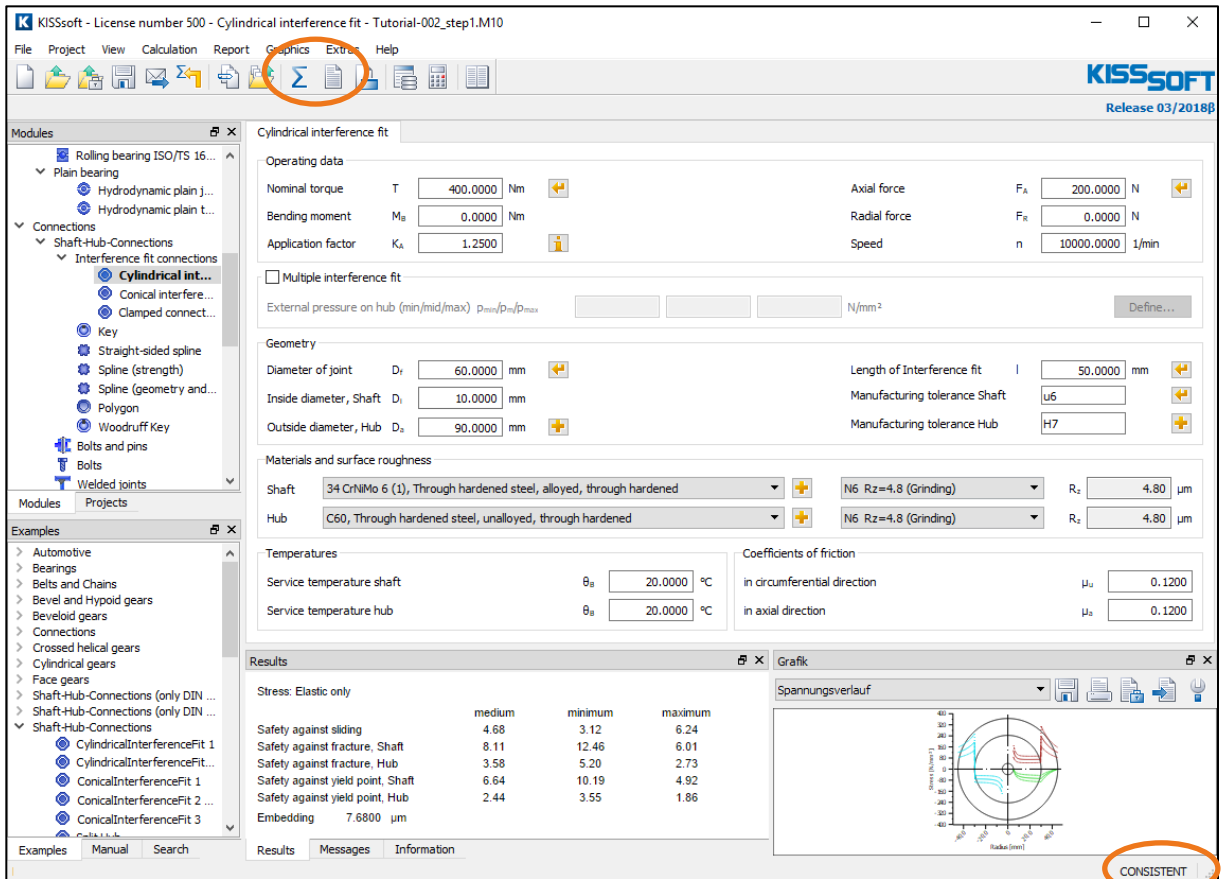 KISSsoft - License number 500 - Cylindrical interference fit - Tutorial-002_step1.M10
File Project View Calculation Report Graphics Extras Help
KISSSOFT
Release 03/2018β
Modules
Rolling bearing ISO/TS 16...
Plain bearing
Hydrodynamic plain j...
Hydrodynamic plain t...
Connections
Shaft-Hub-Connections
Interference fit connections
Cylindrical int...
Conical interfere...
Clamped connect...
Key
Straight-sided spline
Spline (strength)
Spline (geometry and...
Polygon
Woodruff Key
Bolts and pins
Bolts
Welded joints
Modules Projects
Examples
Automotive
Bearings
Belts and Chains
Bevel and Hypoid gears
Beveloid gears
Connections
Crossed helical gears
Cylindrical gears
Face gears
Shaft-Hub-Connections (only DIN ...
Shaft-Hub-Connections (only DIN ...
Shaft-Hub-Connections
CylindricalInterferenceFit 1
CylindricalInterferenceFit...
ConicalInterferenceFit 1
ConicalInterferenceFit 2 ...
ConicalInterferenceFit 3
Split Hub
Examples Manual Search
Cylindrical interference fit
Operating data
Nominal torque T 400.0000 Nm Axial force FA 200.0000 N
Bending moment MB 0.0000 Nm Radial force FR 0.0000 N
Application factor KA 1.2500 Speed n 10000.0000 1/min
Multiple interference fit
External pressure on hub (min/mid/max) pmin/pm/pmax N/mm² Define...
Geometry
Diameter of joint Df 60.0000 mm Length of Interference fit l 50.0000 mm
Inside diameter, Shaft Di 10.0000 mm Manufacturing tolerance Shaft u6
Outside diameter, Hub Da 90.0000 mm Manufacturing tolerance Hub H7
Materials and surface roughness
Shaft 34 CrNiMo 6 (1), Through hardened steel, alloyed, through hardened N6 Rz=4.8 (Grinding) Rz 4.80 µm
Hub C60, Through hardened steel, unalloyed, through hardened N6 Rz=4.8 (Grinding) Rz 4.80 µm
Temperatures Coefficients of friction
Service temperature shaft θB 20.0000 °C in circumferential direction µu 0.1200
Service temperature hub θB 20.0000 °C in axial direction µa 0.1200
Results
Stress: Elastic only
medium minimum maximum
Safety against sliding 4.68 3.12 6.24
Safety against fracture, Shaft 8.11 12.46 6.01
Safety against fracture, Hub 3.58 5.20 2.73
Safety against yield point, Shaft 6.64 10.19 4.92
Safety against yield point, Hub 2.44 3.55 1.86
Embedding 7.6800 µm
Results Messages Information
Grafik
Spannungsverlauf
Stress [N/mm²]
Radius [mm]
CONSISTENT